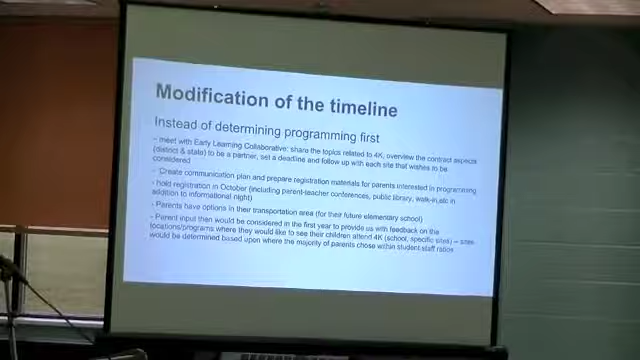 Modification of the timeline
Instead of determining programming first
– meet with Early Learning Collaborative: share the topics related to 4K, overview the contract aspects
(district & state) to be a partner, set a deadline and follow up with each site that wishes to be
considered
- Create communication plan and prepare registration materials for parents interested in programming
- hold registration in October (including parent-teacher conferences, public library, walk-in, etc in
addition to informational night)
- Parents have options in their transportation area (for their future elementary school)
- Parent input then would be considered in the first year to provide us with feedback on the
locations/programs where they would like to see their children attend 4K (school, specific sites) – sites
would be determined based upon where the majority of parents chose within student staff ratios